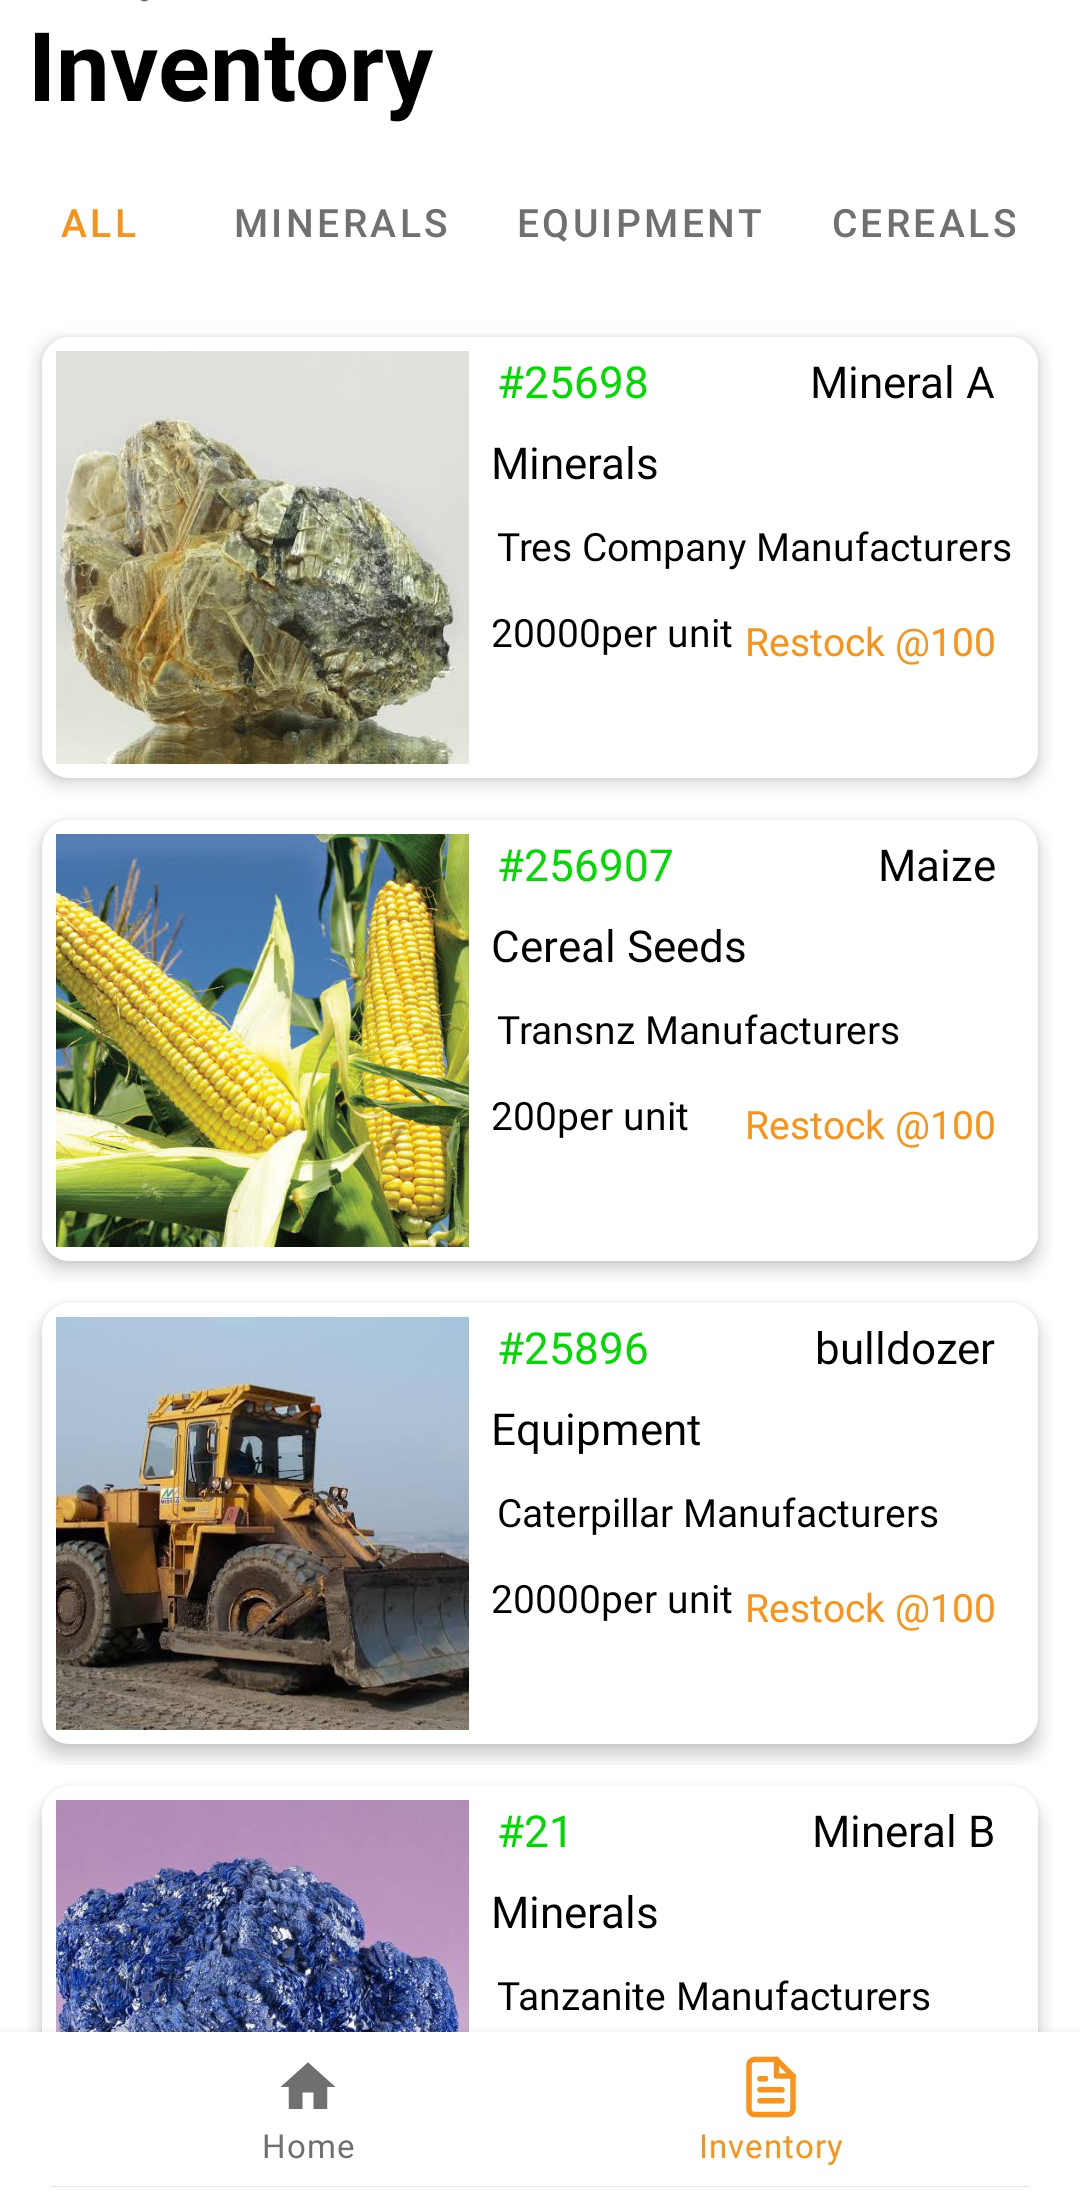 Inventory
ALL MINERALS EQUIPMENT CEREALS
#25698 Mineral A
Minerals
Tres Company Manufacturers
20000per unit Restock @100
#256907 Maize
Cereal Seeds
Transnz Manufacturers
200per unit Restock @100
#25896 bulldozer
Equipment
Caterpillar Manufacturers
20000per unit Restock @100
#21 Mineral B
Minerals
Tanzanite Manufacturers
Home Inventory